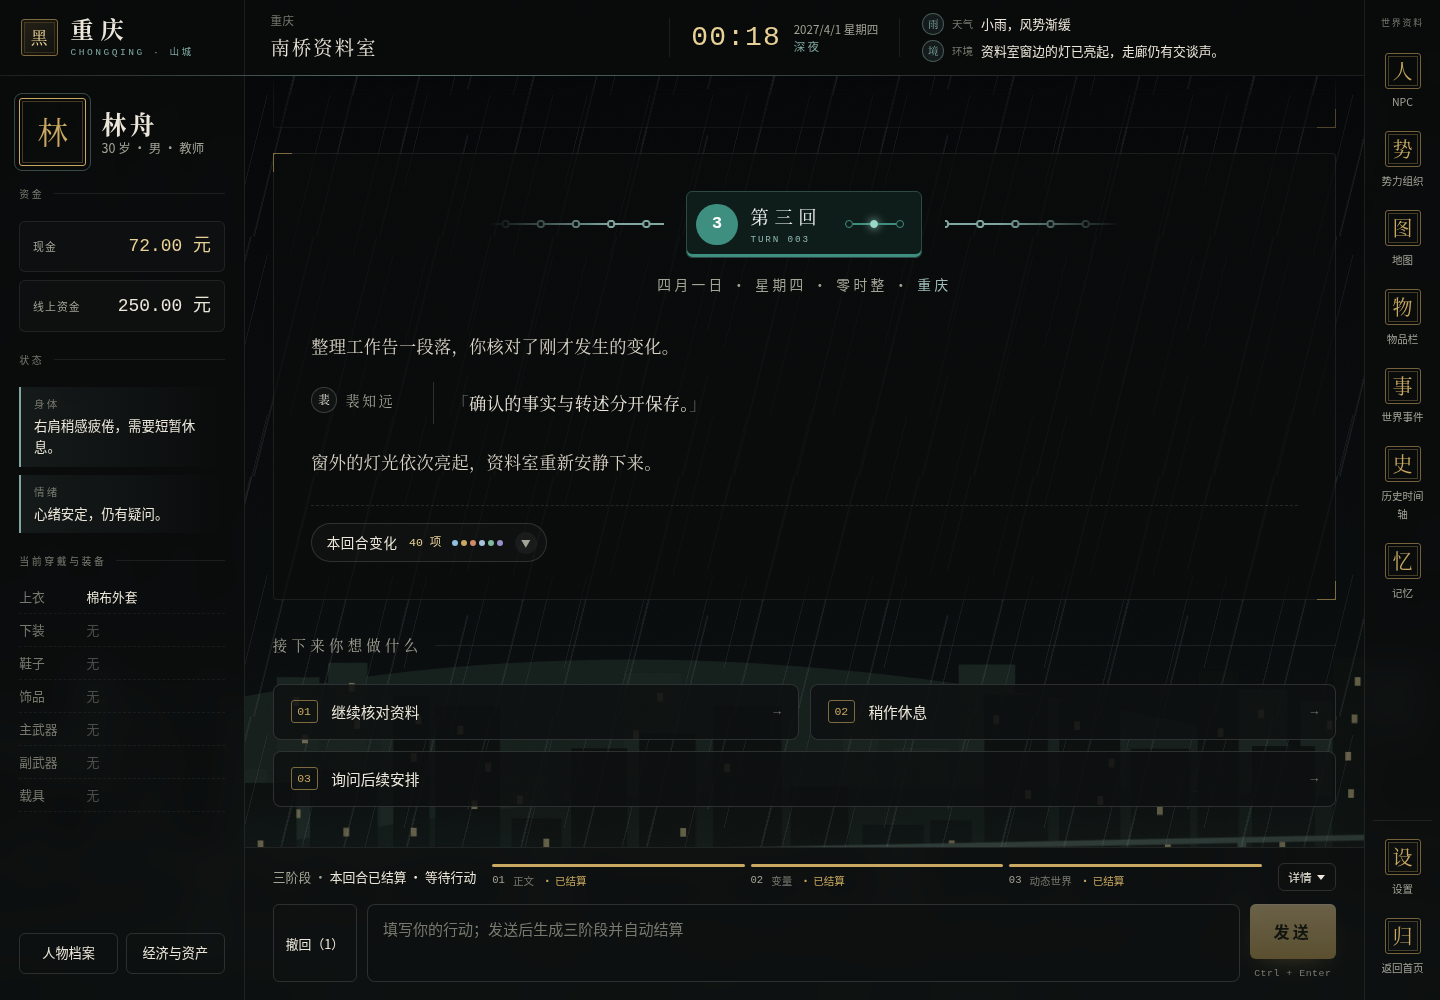 黑
重庆
CHONGQING · 山城
重庆
南桥资料室
00:18
2027/4/1 星期四
深夜
雨 天气 小雨，风势渐缓
境 环境 资料室窗边的灯已亮起，走廊仍有交谈声。
林
林舟
30 岁 • 男 • 教师
资金
现金 72.00 元
线上资金 250.00 元
状态
身体
右肩稍感疲倦，需要短暂休
息。
情绪
心绪安定，仍有疑问。
当前穿戴与装备
上衣 棉布外套
下装 无
鞋子 无
饰品 无
主武器 无
副武器 无
载具 无
人物档案
经济与资产
3
第三回
TURN 003
四月一日 • 星期四 • 零时整 • 重庆
整理工作告一段落，你核对了刚才发生的变化。
裴 裴知远 「确认的事实与转述分开保存。」
窗外的灯光依次亮起，资料室重新安静下来。
本回合变化 40 项 ▼
接下来你想做什么
01 继续核对资料 →
02 稍作休息 →
03 询问后续安排 →
三阶段 • 本回合已结算 • 等待行动
01 正文 • 已结算
02 变量 • 已结算
03 动态世界 • 已结算
详情 ▼
撤回（1）
填写你的行动；发送后生成三阶段并自动结算
发送
Ctrl + Enter
世界资料
人
NPC
势
势力组织
图
地图
物
物品栏
事
世界事件
史
历史时间
轴
忆
记忆
设
设置
归
返回首页